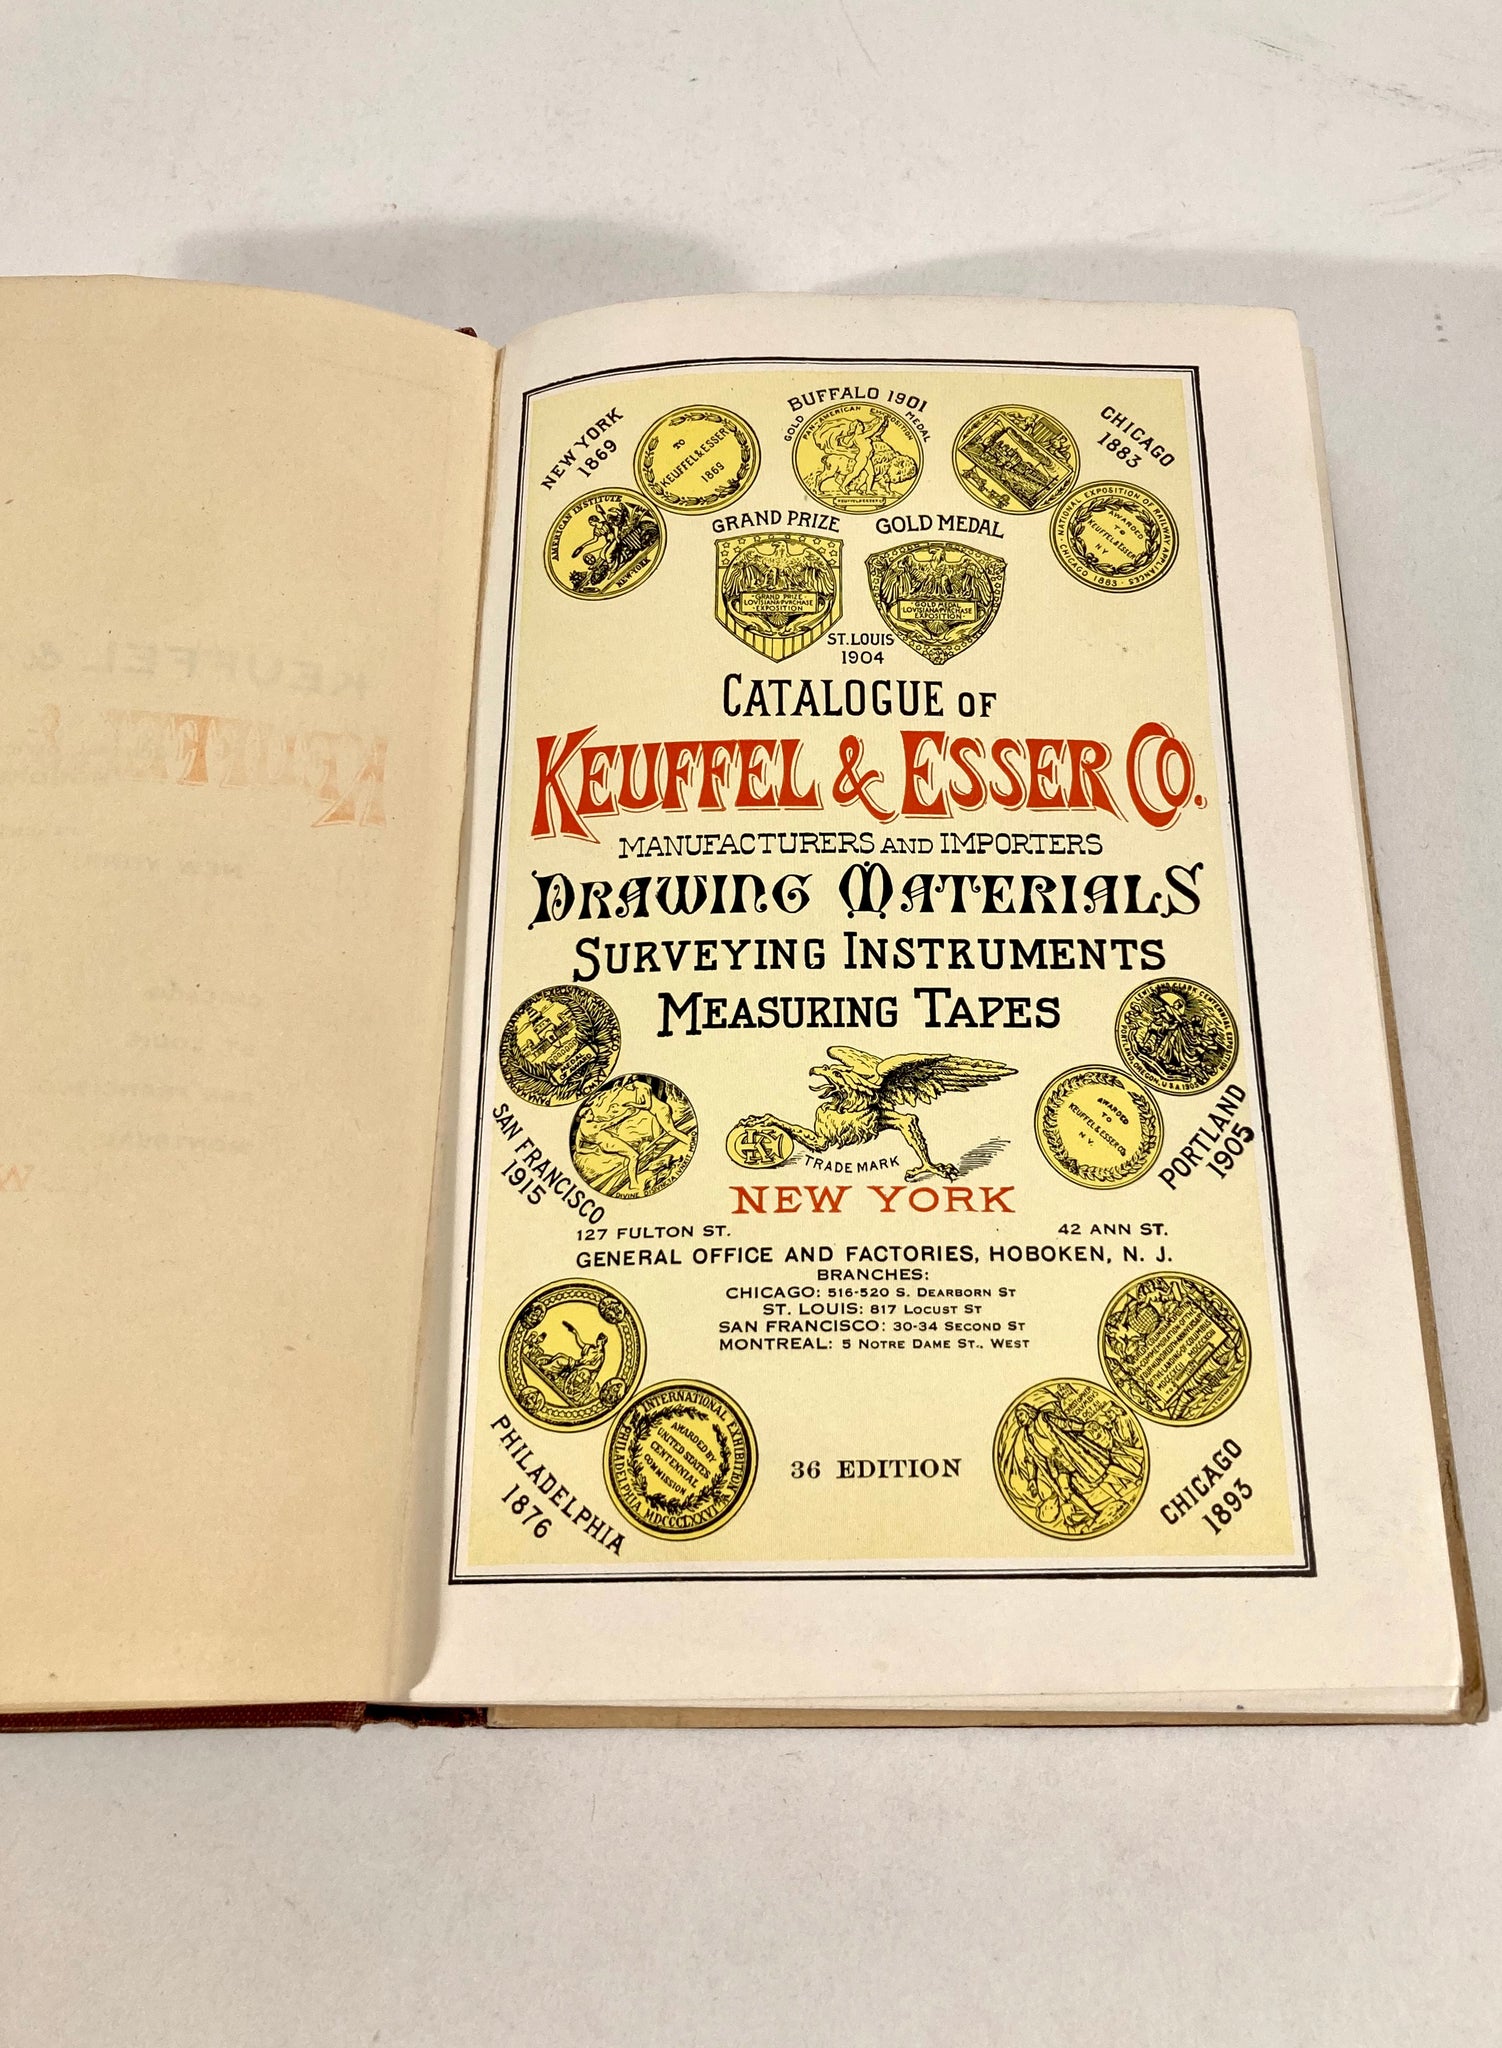 BUFFALO 1901
GOLD MEDAL
PAN-AMERICAN EXPOSITION
NEW YORK
1869
TO
KEUFFEL & ESSER
1869
AMERICAN INSTITUTE
NEW-YORK
CHICAGO
1883
NATIONAL EXPOSITION OF RAILWAY APPLIANCES
CHICAGO 1883
AWARDED
TO
KEUFFEL & ESSER
N.Y.
GRAND PRIZE GOLD MEDAL
GRAND PRIZE
LOVISIANA PVRCHASE
EXPOSITION
GOLD MEDAL
LOVISIANA PVRCHASE
EXPOSITION
ST. LOUIS
1904
CATALOGUE OF
KEUFFEL & ESSER CO.
MANUFACTURERS AND IMPORTERS
DRAWING MATERIALS
SURVEYING INSTRUMENTS
MEASURING TAPES
SAN FRANCISCO
1915
TRADE MARK
AWARDED
TO
KEUFFEL & ESSER CO
N.Y.
PORTLAND
1905
NEW YORK
127 FULTON ST. 42 ANN ST.
GENERAL OFFICE AND FACTORIES, HOBOKEN, N. J.
BRANCHES:
CHICAGO: 516-520 S. DEARBORN ST
ST. LOUIS: 817 LOCUST ST
SAN FRANCISCO: 30-34 SECOND ST
MONTREAL: 5 NOTRE DAME ST., WEST
PHILADELPHIA
1876
INTERNATIONAL EXHIBITION
PHILADELPHIA MDCCCLXXVI
AWARDED BY
UNITED STATES
CENTENNIAL
COMMISSION
36 EDITION
CHICAGO
1893